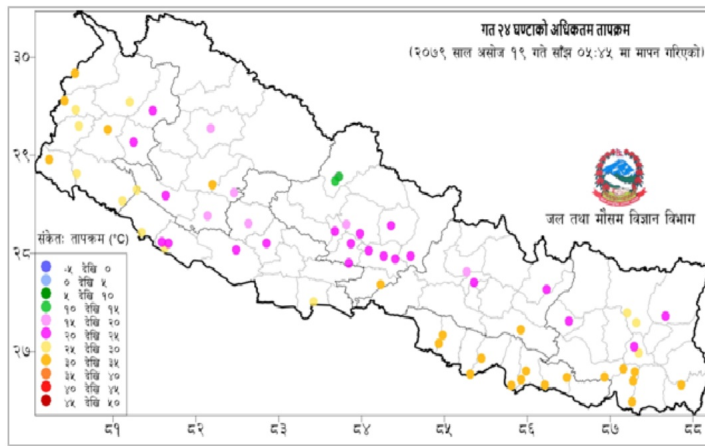 गत २४ घण्टाको अधिकतम तापक्रम
(२०७९ साल असोज १९ गते साँझ ०५:४५ मा मापन गरिएको)
३०
२९
जल तथा मौसम विज्ञान विभाग
संकेतः तापक्रम (°C)
२८
-५ देखि ०
० देखि ५
५ देखि १०
१० देखि १५
१५ देखि २०
२० देखि २५
२५ देखि ३०
३० देखि ३५
३५ देखि ४०
४० देखि ४५
४५ देखि ५०
२७
८१ ८२ ८३ ८४ ८५ ८६ ८७ ८८